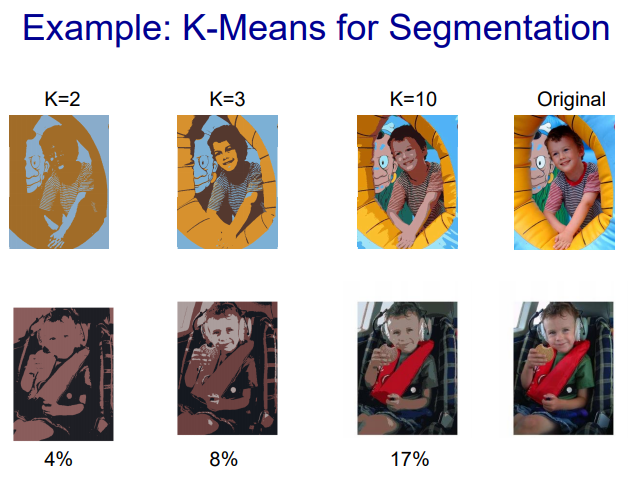 Example: K-Means for Segmentation
K=2 K=3 K=10 Original
4% 8% 17%